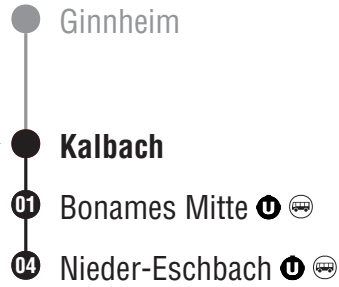 Ginnheim
Kalbach
01 Bonames Mitte U
04 Nieder-Eschbach U